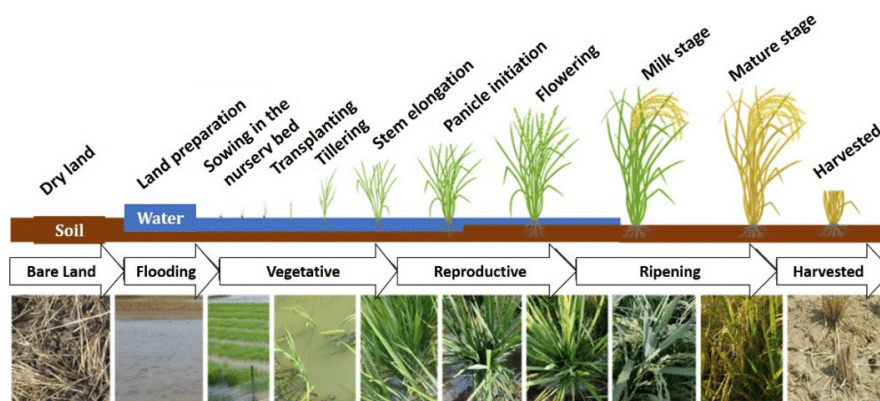 Dry land
Land preparation
Sowing in the
nursery bed
Transplanting
Tillering
Stem elongation
Panicle initiation
Flowering
Milk stage
Mature stage
Harvested
Soil
Water
Bare Land
Flooding
Vegetative
Reproductive
Ripening
Harvested